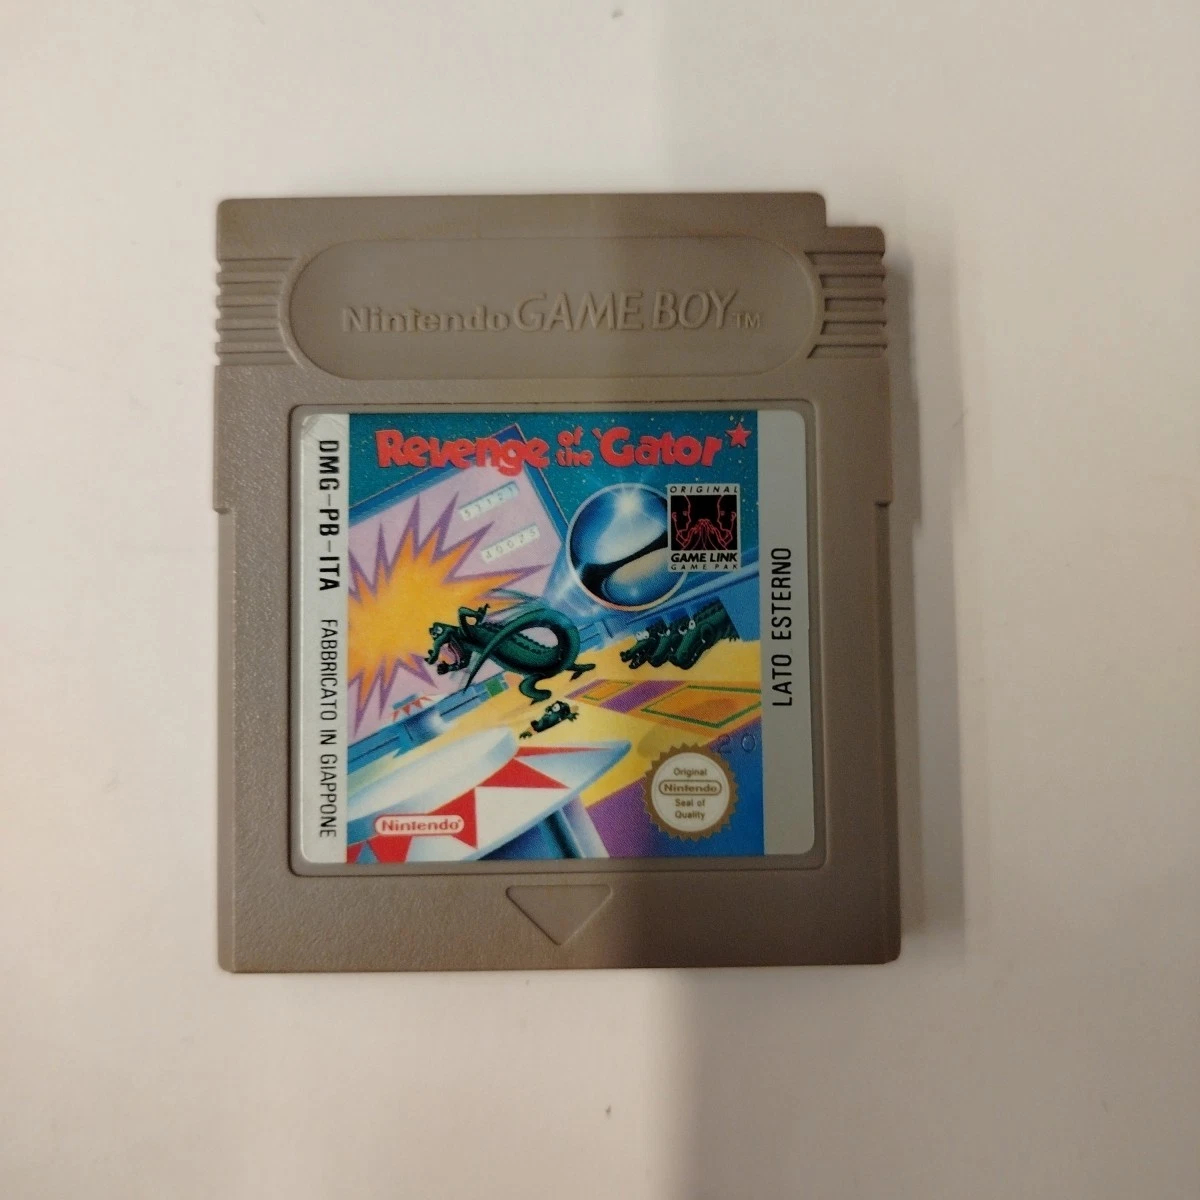 Nintendo GAME BOY TM
Revenge of the 'Gator
ORIGINAL
GAME LINK
GAME PAK
DMG-PB-ITA FABBRICATO IN GIAPPONE
LATO ESTERNO
20
Original
Nintendo
Seal of
Quality
Nintendo®